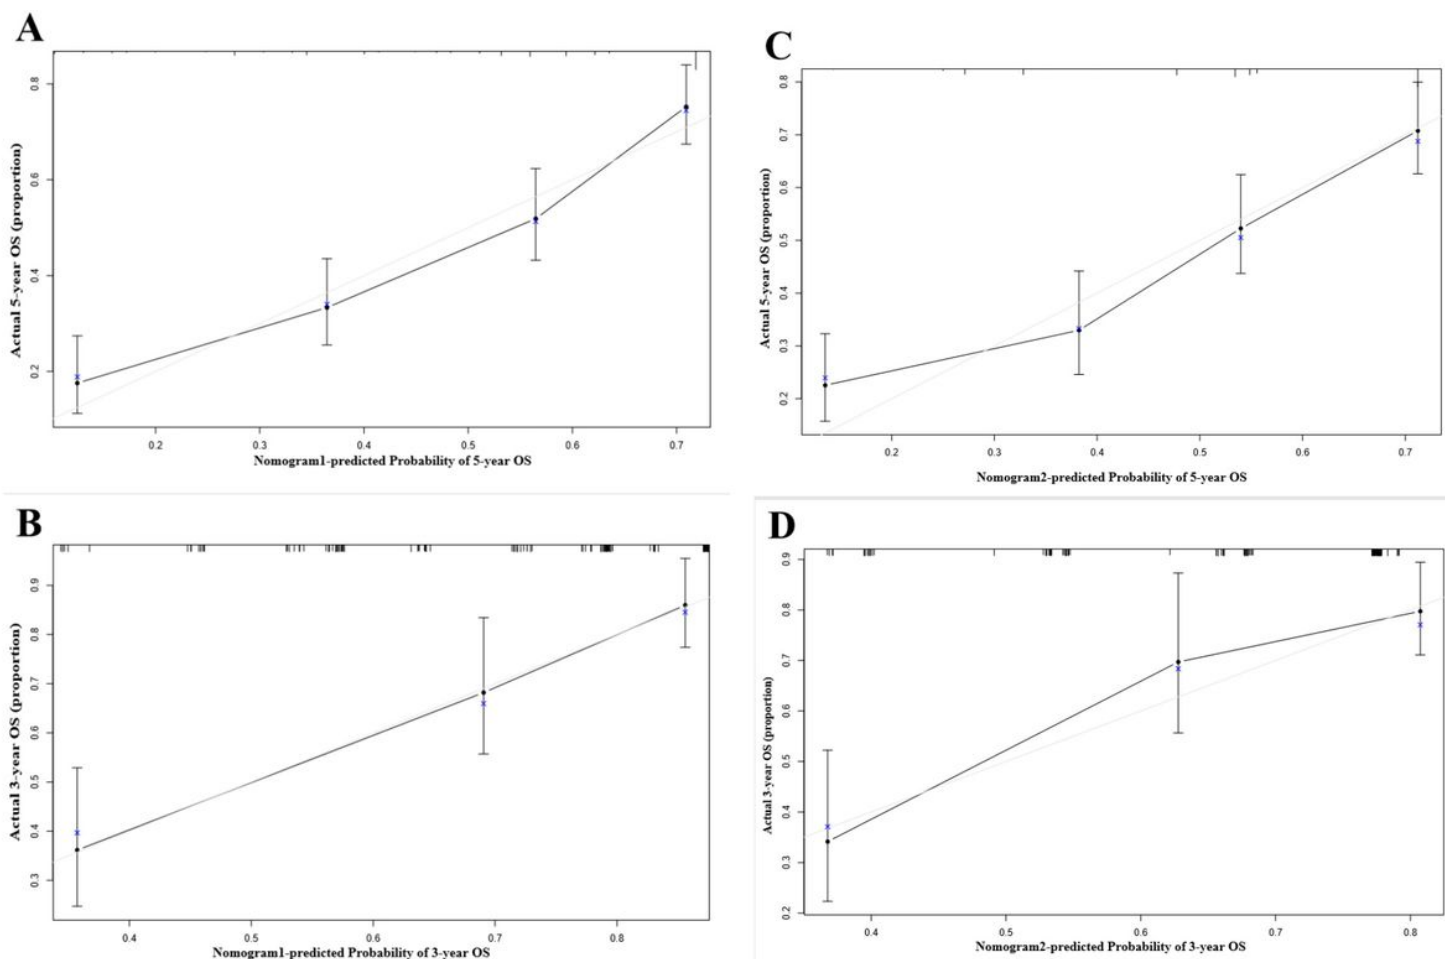 A
Actual 5-year OS (proportion)
0.8
0.6
0.4
0.2
0.2 0.3 0.4 0.5 0.6 0.7
Nomogram1-predicted Probability of 5-year OS
C
Actual 5-year OS (proportion)
0.8
0.7
0.6
0.5
0.4
0.3
0.2
0.2 0.3 0.4 0.5 0.6 0.7
Nomogram2-predicted Probability of 5-year OS
B
Actual 3-year OS (proportion)
0.9
0.8
0.7
0.6
0.5
0.4
0.3
0.4 0.5 0.6 0.7 0.8
Nomogram1-predicted Probability of 3-year OS
D
Actual 3-year OS (proportion)
0.9
0.8
0.7
0.6
0.5
0.4
0.3
0.2
0.4 0.5 0.6 0.7 0.8
Nomogram2-predicted Probability of 3-year OS